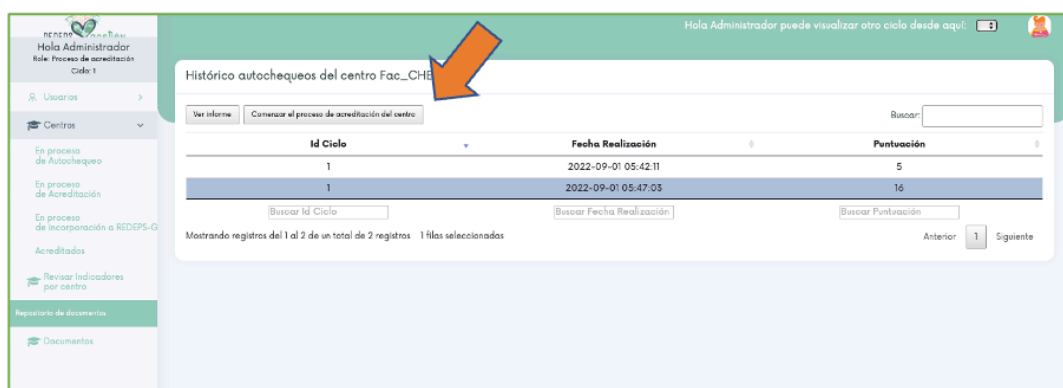 Hola Administrador puede visualizar otro ciclo desde aquí:
Hola Administrador
Role: Proceso de acreditación
Ciclo: 1
Usuarios
Centros
En proceso
de Autochequeo
En proceso
de Acreditación
En proceso
de incorporación a REDEPS-G
Acreditados
Revisar Indicadores
por centro
Repositorio de documentos
Documentos
Histórico autochequeos del centro Fac_CHE
Ver informe Comenzar el proceso de acreditación del centro Buscar:
Id Ciclo Fecha Realización Puntuación
1 2022-09-01 05:42:11 5
1 2022-09-01 05:47:03 16
Buscar Id Ciclo Buscar Fecha Realización Buscar Puntuación
Mostrando registros del 1 al 2 de un total de 2 registros 1 filas seleccionadas Anterior 1 Siguiente